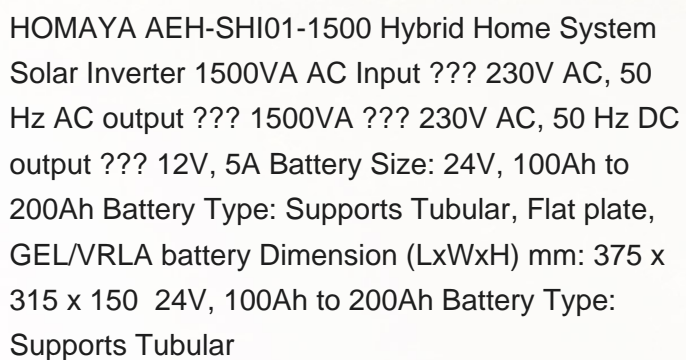 HOMAYA AEH-SHI01-1500 Hybrid Home System
Solar Inverter 1500VA AC Input ??? 230V AC, 50
Hz AC output ??? 1500VA ??? 230V AC, 50 Hz DC
output ??? 12V, 5A Battery Size: 24V, 100Ah to
200Ah Battery Type: Supports Tubular, Flat plate,
GEL/VRLA battery Dimension (LxWxH) mm: 375 x
315 x 150  24V, 100Ah to 200Ah Battery Type:
Supports Tubular